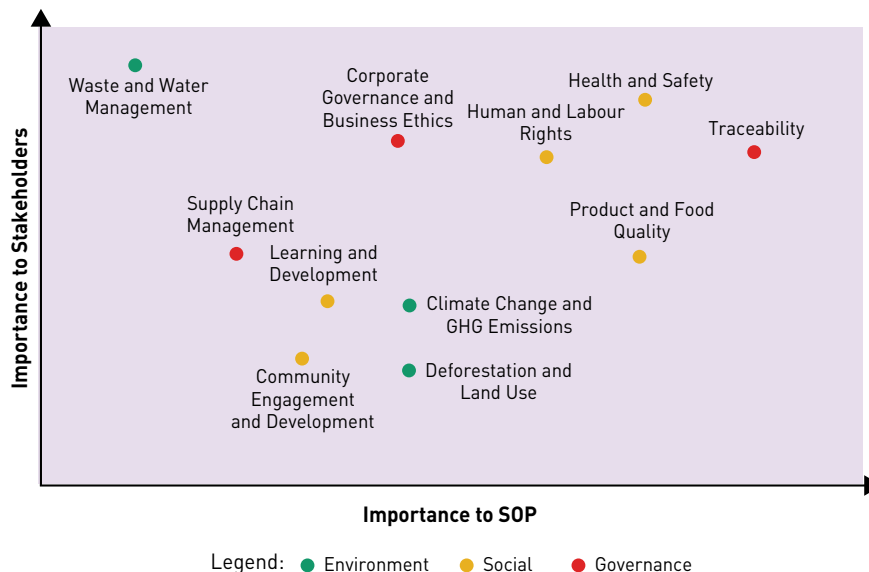 Importance to Stakeholders
Waste and Water
Management
Corporate
Governance and
Business Ethics
Human and Labour
Rights
Health and Safety
Traceability
Supply Chain
Management
Learning and
Development
Product and Food
Quality
Climate Change and
GHG Emissions
Deforestation and
Land Use
Community
Engagement
and Development
Importance to SOP
Legend: Environment Social Governance